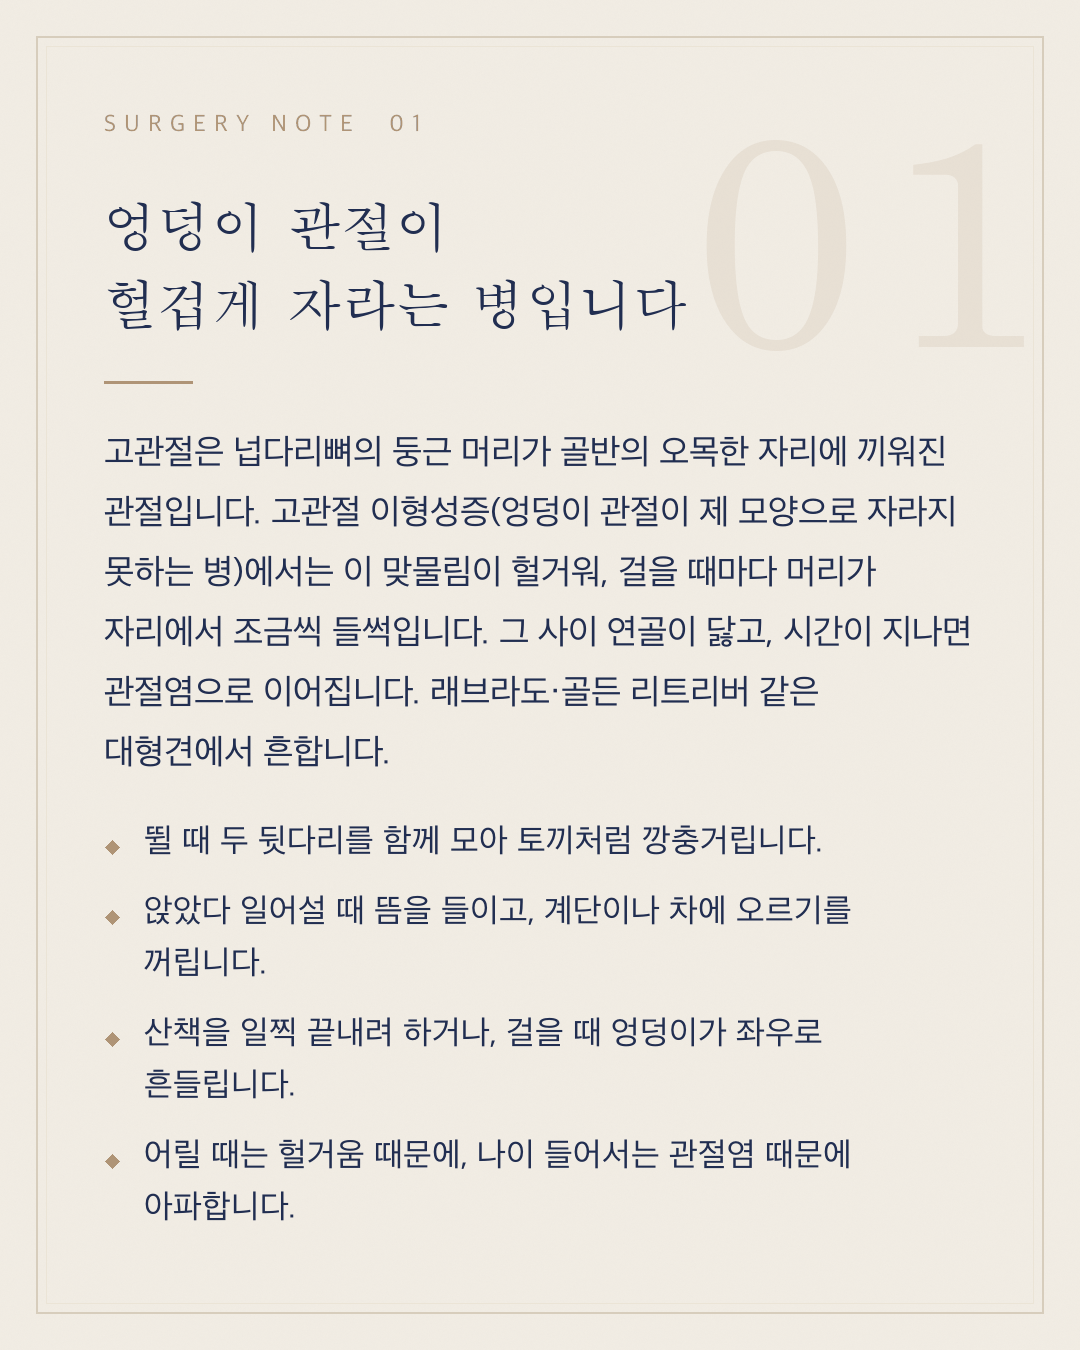 SURGERY NOTE 01
01
엉덩이 관절이
헐겁게 자라는 병입니다
고관절은 넙다리뼈의 둥근 머리가 골반의 오목한 자리에 끼워진
관절입니다. 고관절 이형성증(엉덩이 관절이 제 모양으로 자라지
못하는 병)에서는 이 맞물림이 헐거워, 걸을 때마다 머리가
자리에서 조금씩 들썩입니다. 그 사이 연골이 닳고, 시간이 지나면
관절염으로 이어집니다. 래브라도·골든 리트리버 같은
대형견에서 흔합니다.
◆ 뛸 때 두 뒷다리를 함께 모아 토끼처럼 깡충거립니다.
◆ 앉았다 일어설 때 뜸을 들이고, 계단이나 차에 오르기를
꺼립니다.
◆ 산책을 일찍 끝내려 하거나, 걸을 때 엉덩이가 좌우로
흔들립니다.
◆ 어릴 때는 헐거움 때문에, 나이 들어서는 관절염 때문에
아파합니다.